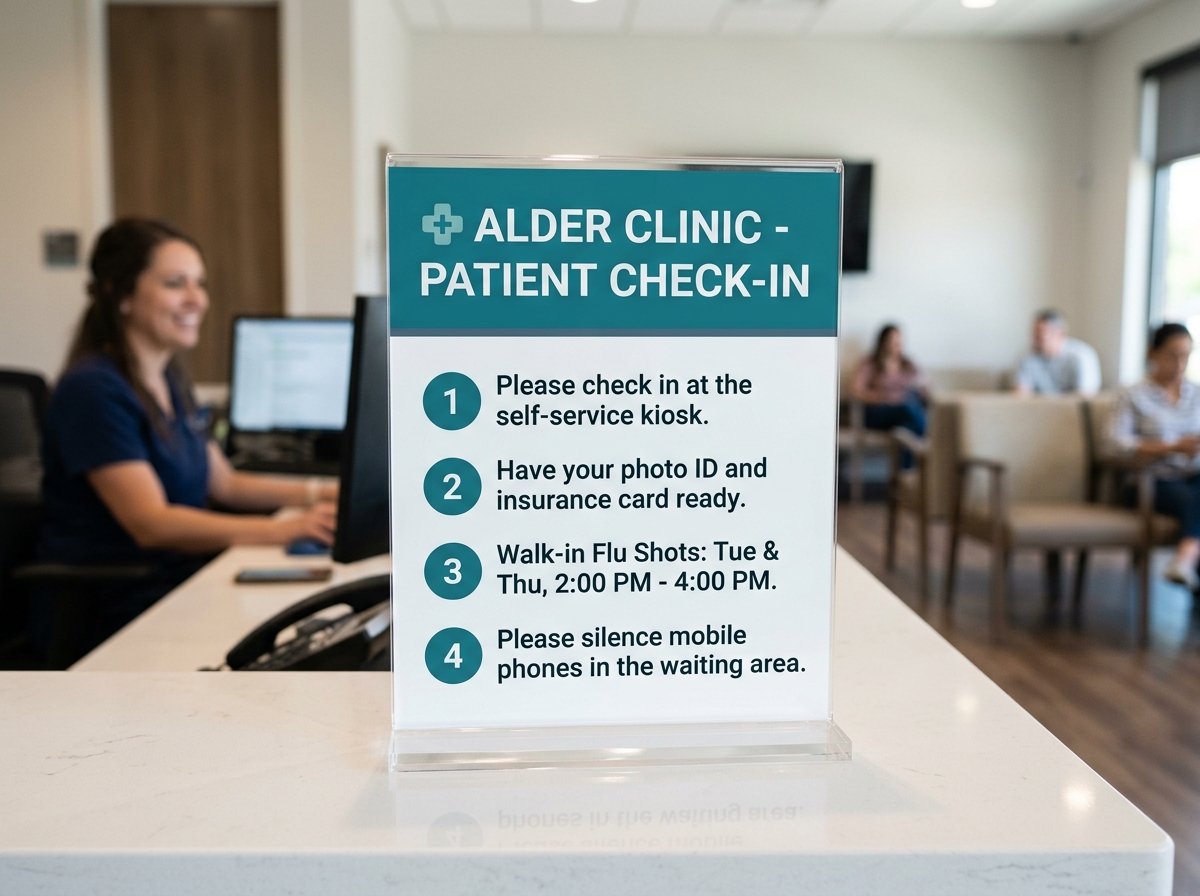 ALDER CLINIC -
PATIENT CHECK-IN
1 Please check in at the
self-service kiosk.
2 Have your photo ID and
insurance card ready.
3 Walk-in Flu Shots: Tue &
Thu, 2:00 PM - 4:00 PM.
4 Please silence mobile
phones in the waiting area.